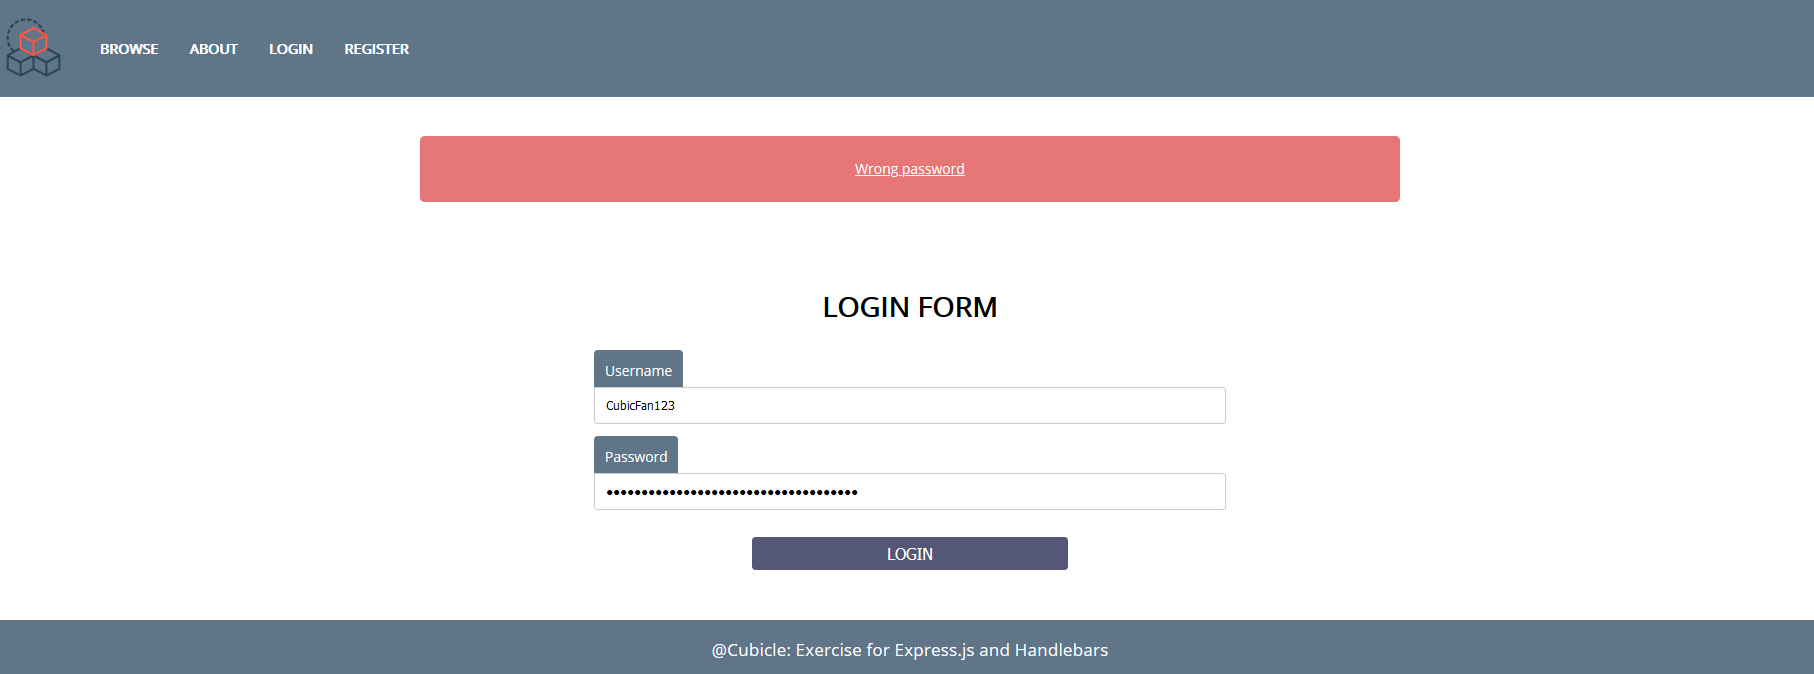 BROWSE ABOUT LOGIN REGISTER
Wrong password
LOGIN FORM
Username
CubicFan123
Password
••••••••••••••••••••••••••••••••••••
LOGIN
@Cubicle: Exercise for Express.js and Handlebars